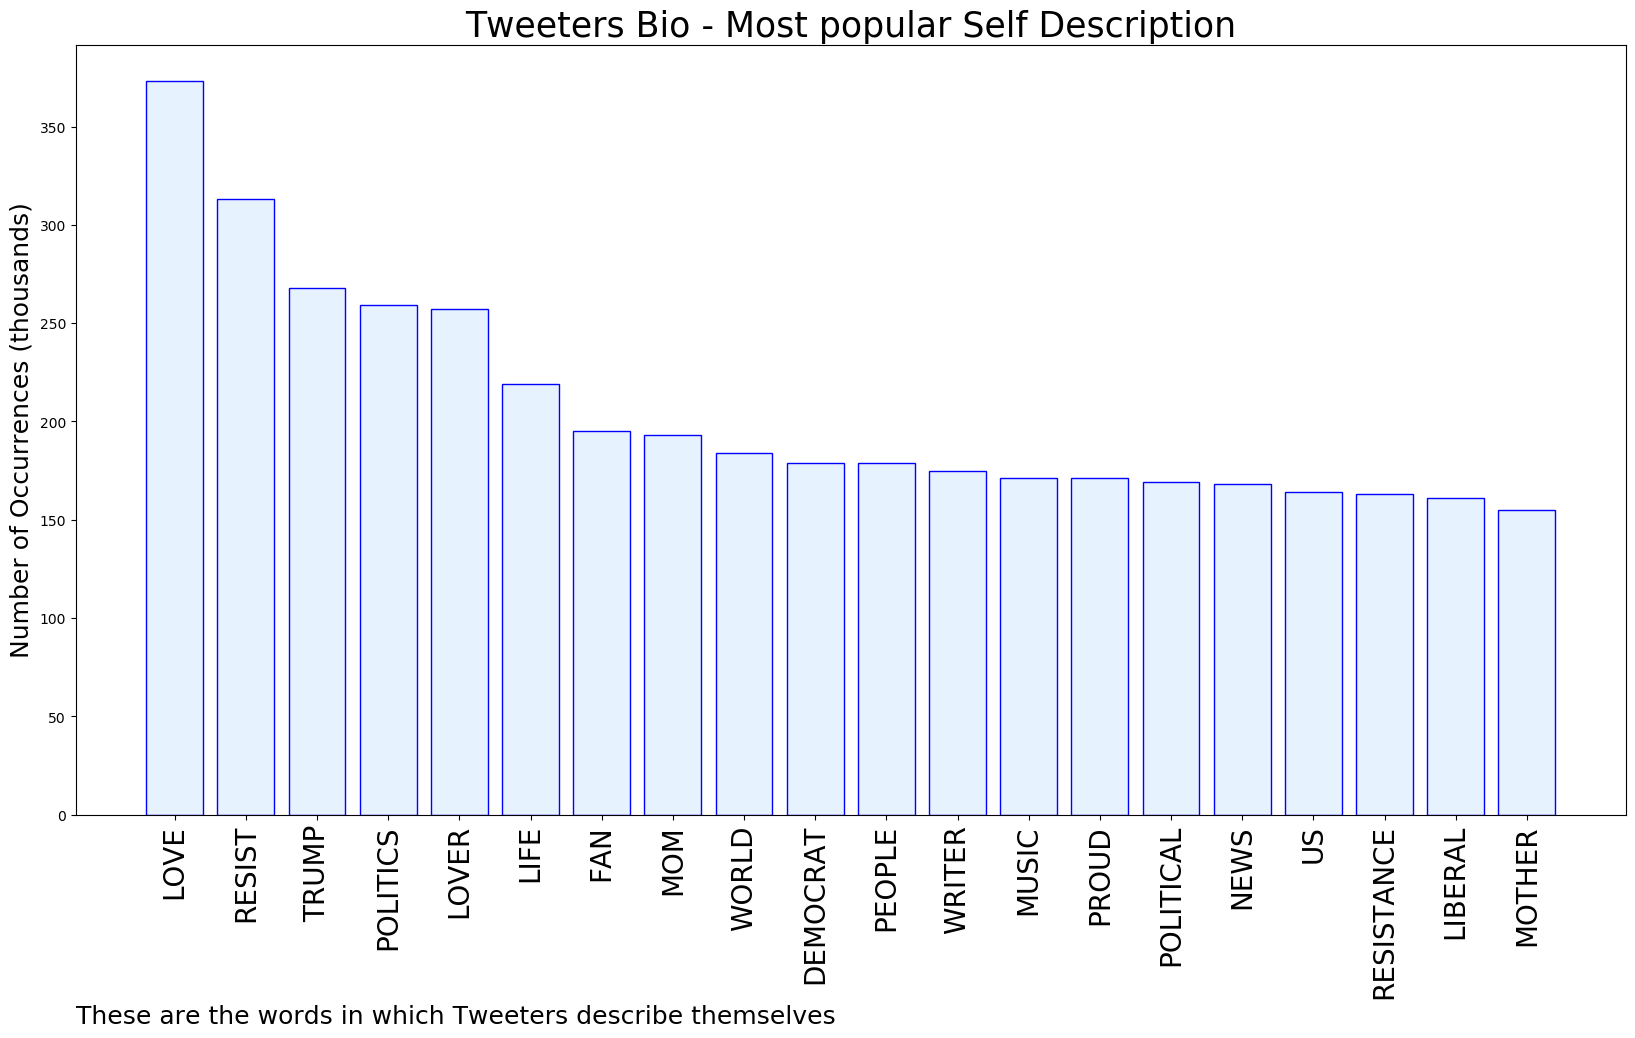 Tweeters Bio - Most popular Self Description
Number of Occurrences (thousands)
350
300
250
200
150
100
50
0
LOVE
RESIST
TRUMP
POLITICS
LOVER
LIFE
FAN
MOM
WORLD
DEMOCRAT
PEOPLE
WRITER
MUSIC
PROUD
POLITICAL
NEWS
US
RESISTANCE
LIBERAL
MOTHER
These are the words in which Tweeters describe themselves